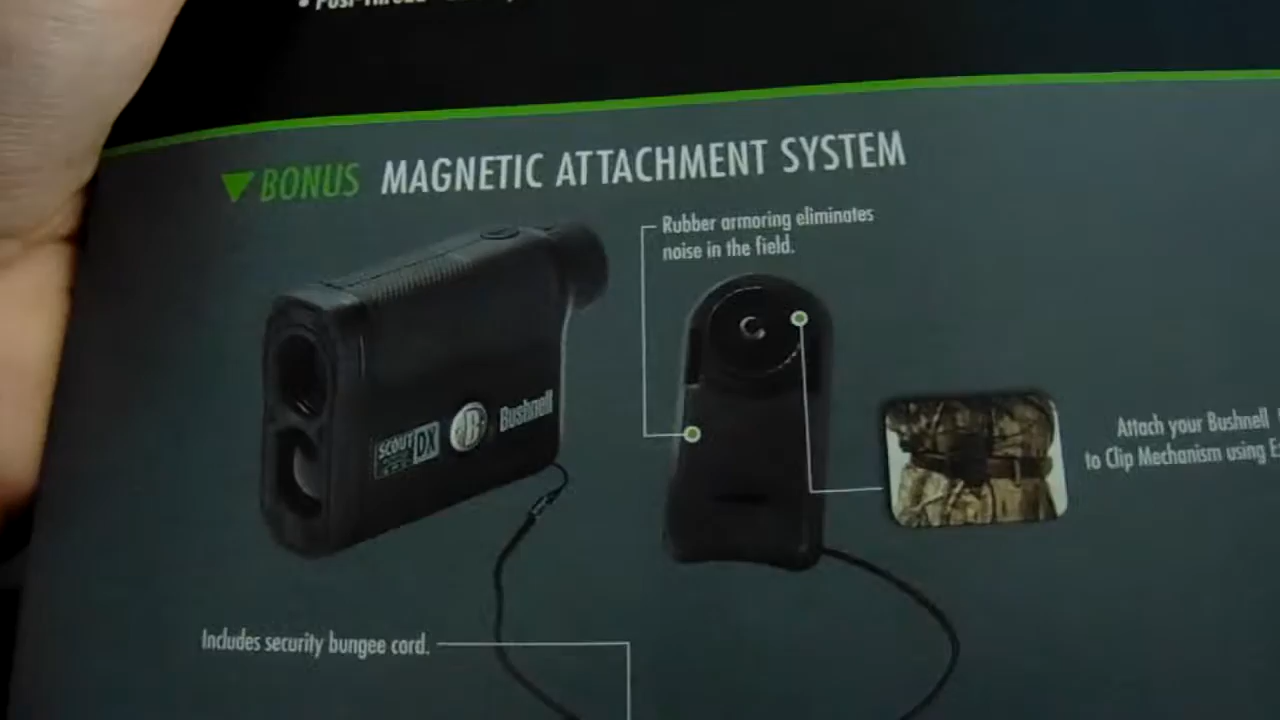 BONUS MAGNETIC ATTACHMENT SYSTEM
Rubber armoring eliminates
noise in the field.
SCOUT DX
B
Bushnell
Attach your Bushnell
to Clip Mechanism using
Includes security bungee cord.